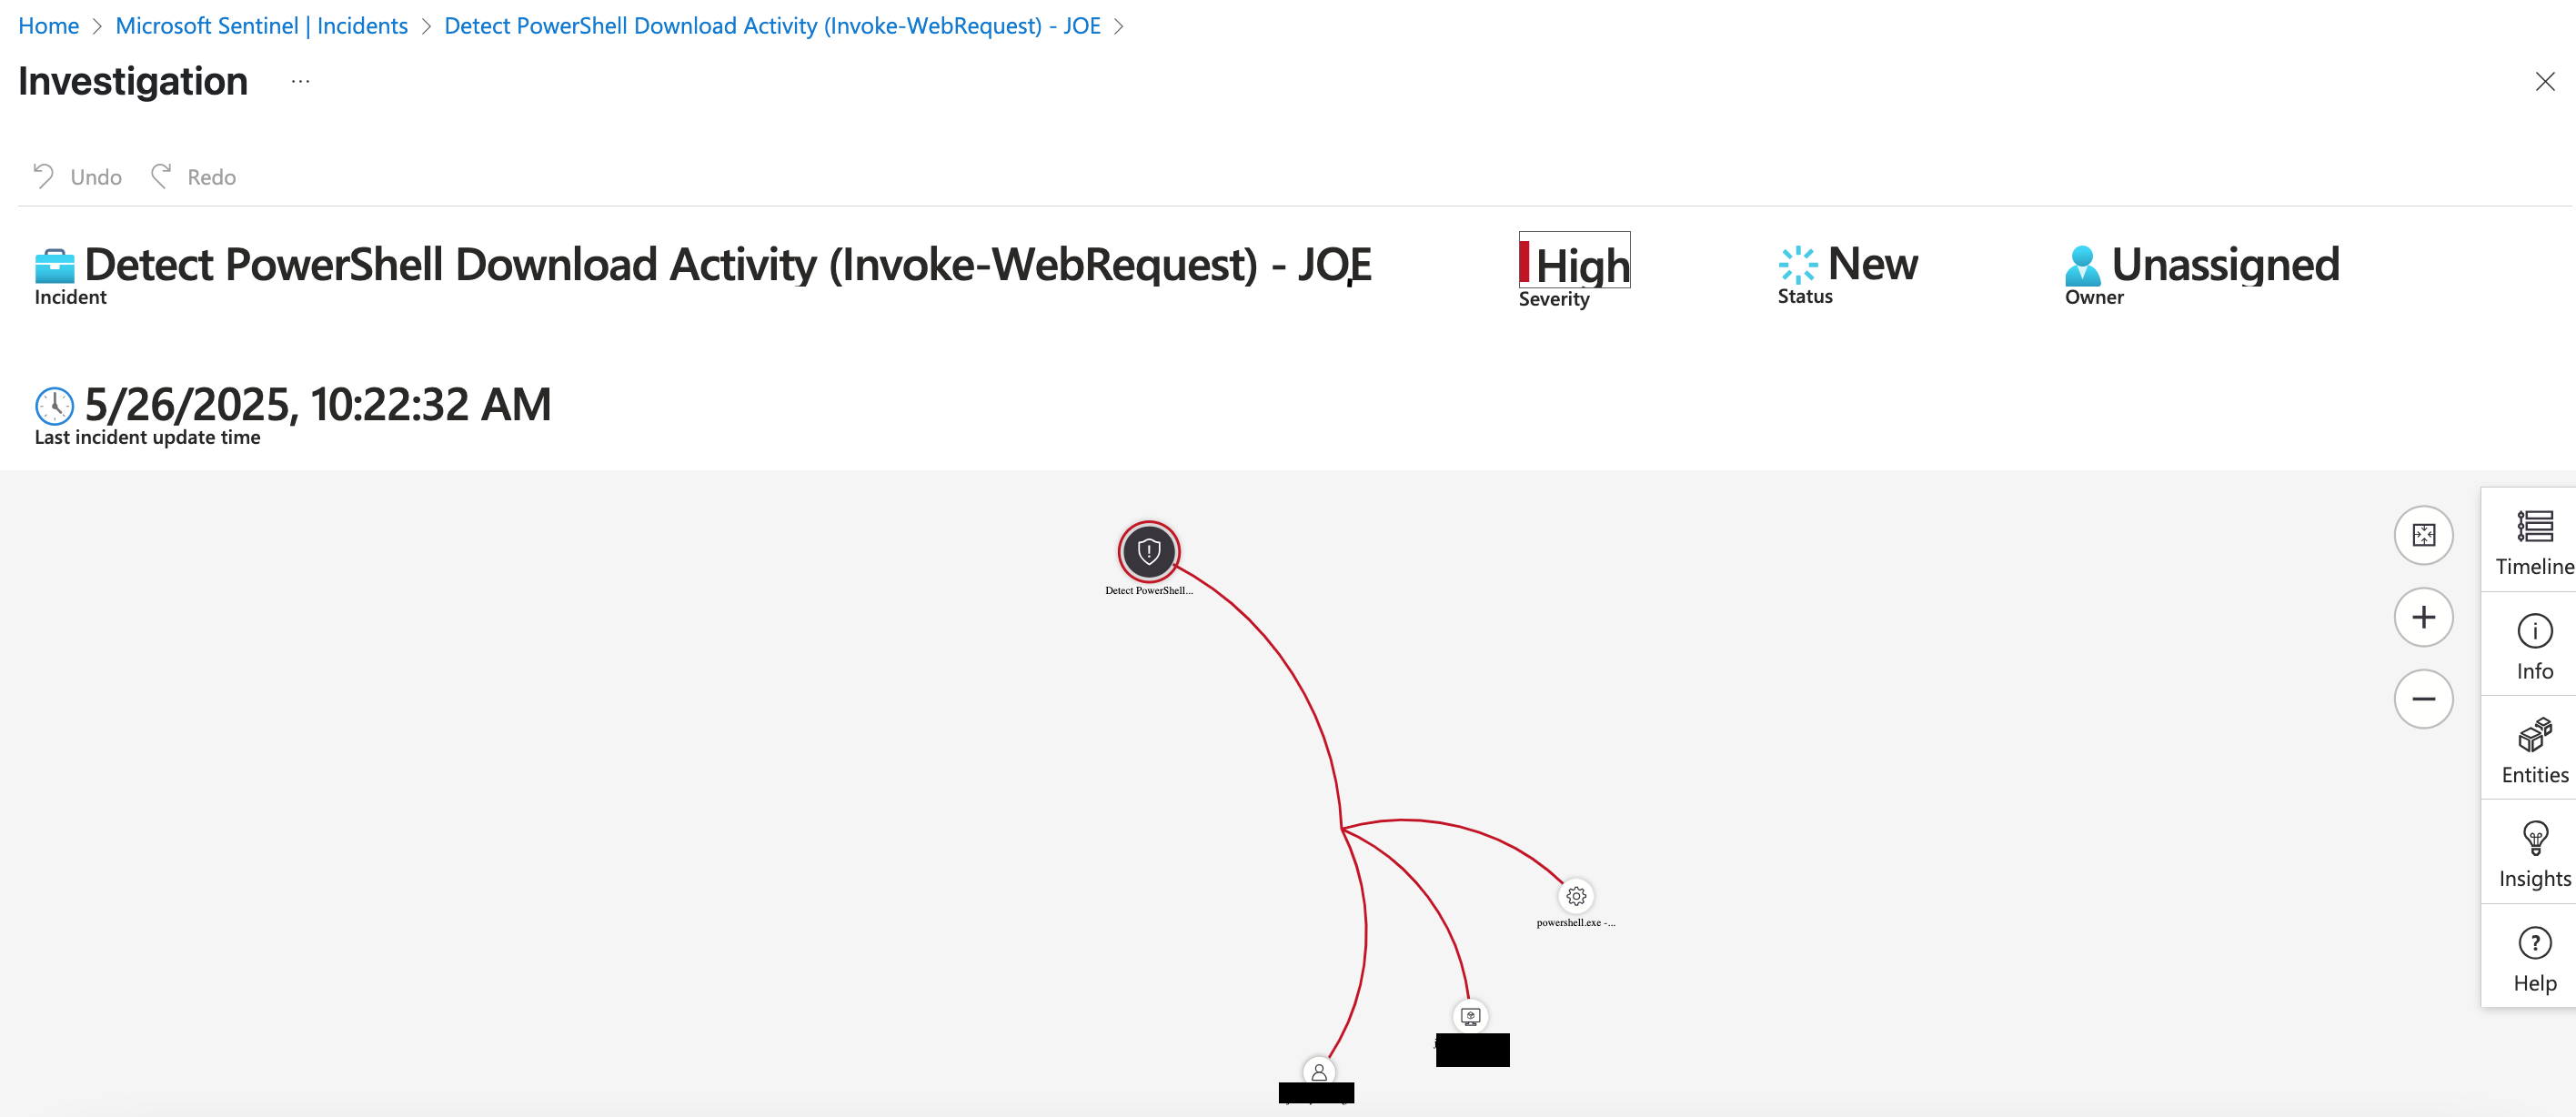 Home > Microsoft Sentinel | Incidents > Detect PowerShell Download Activity (Invoke-WebRequest) - JOE >
Investigation ...
Undo Redo
Detect PowerShell Download Activity (Invoke-WebRequest) - JOE
Incident
High
Severity
New
Status
Unassigned
Owner
5/26/2025, 10:22:32 AM
Last incident update time
Detect PowerShell...
powershell.exe -...
Timeline
Info
Entities
Insights
Help